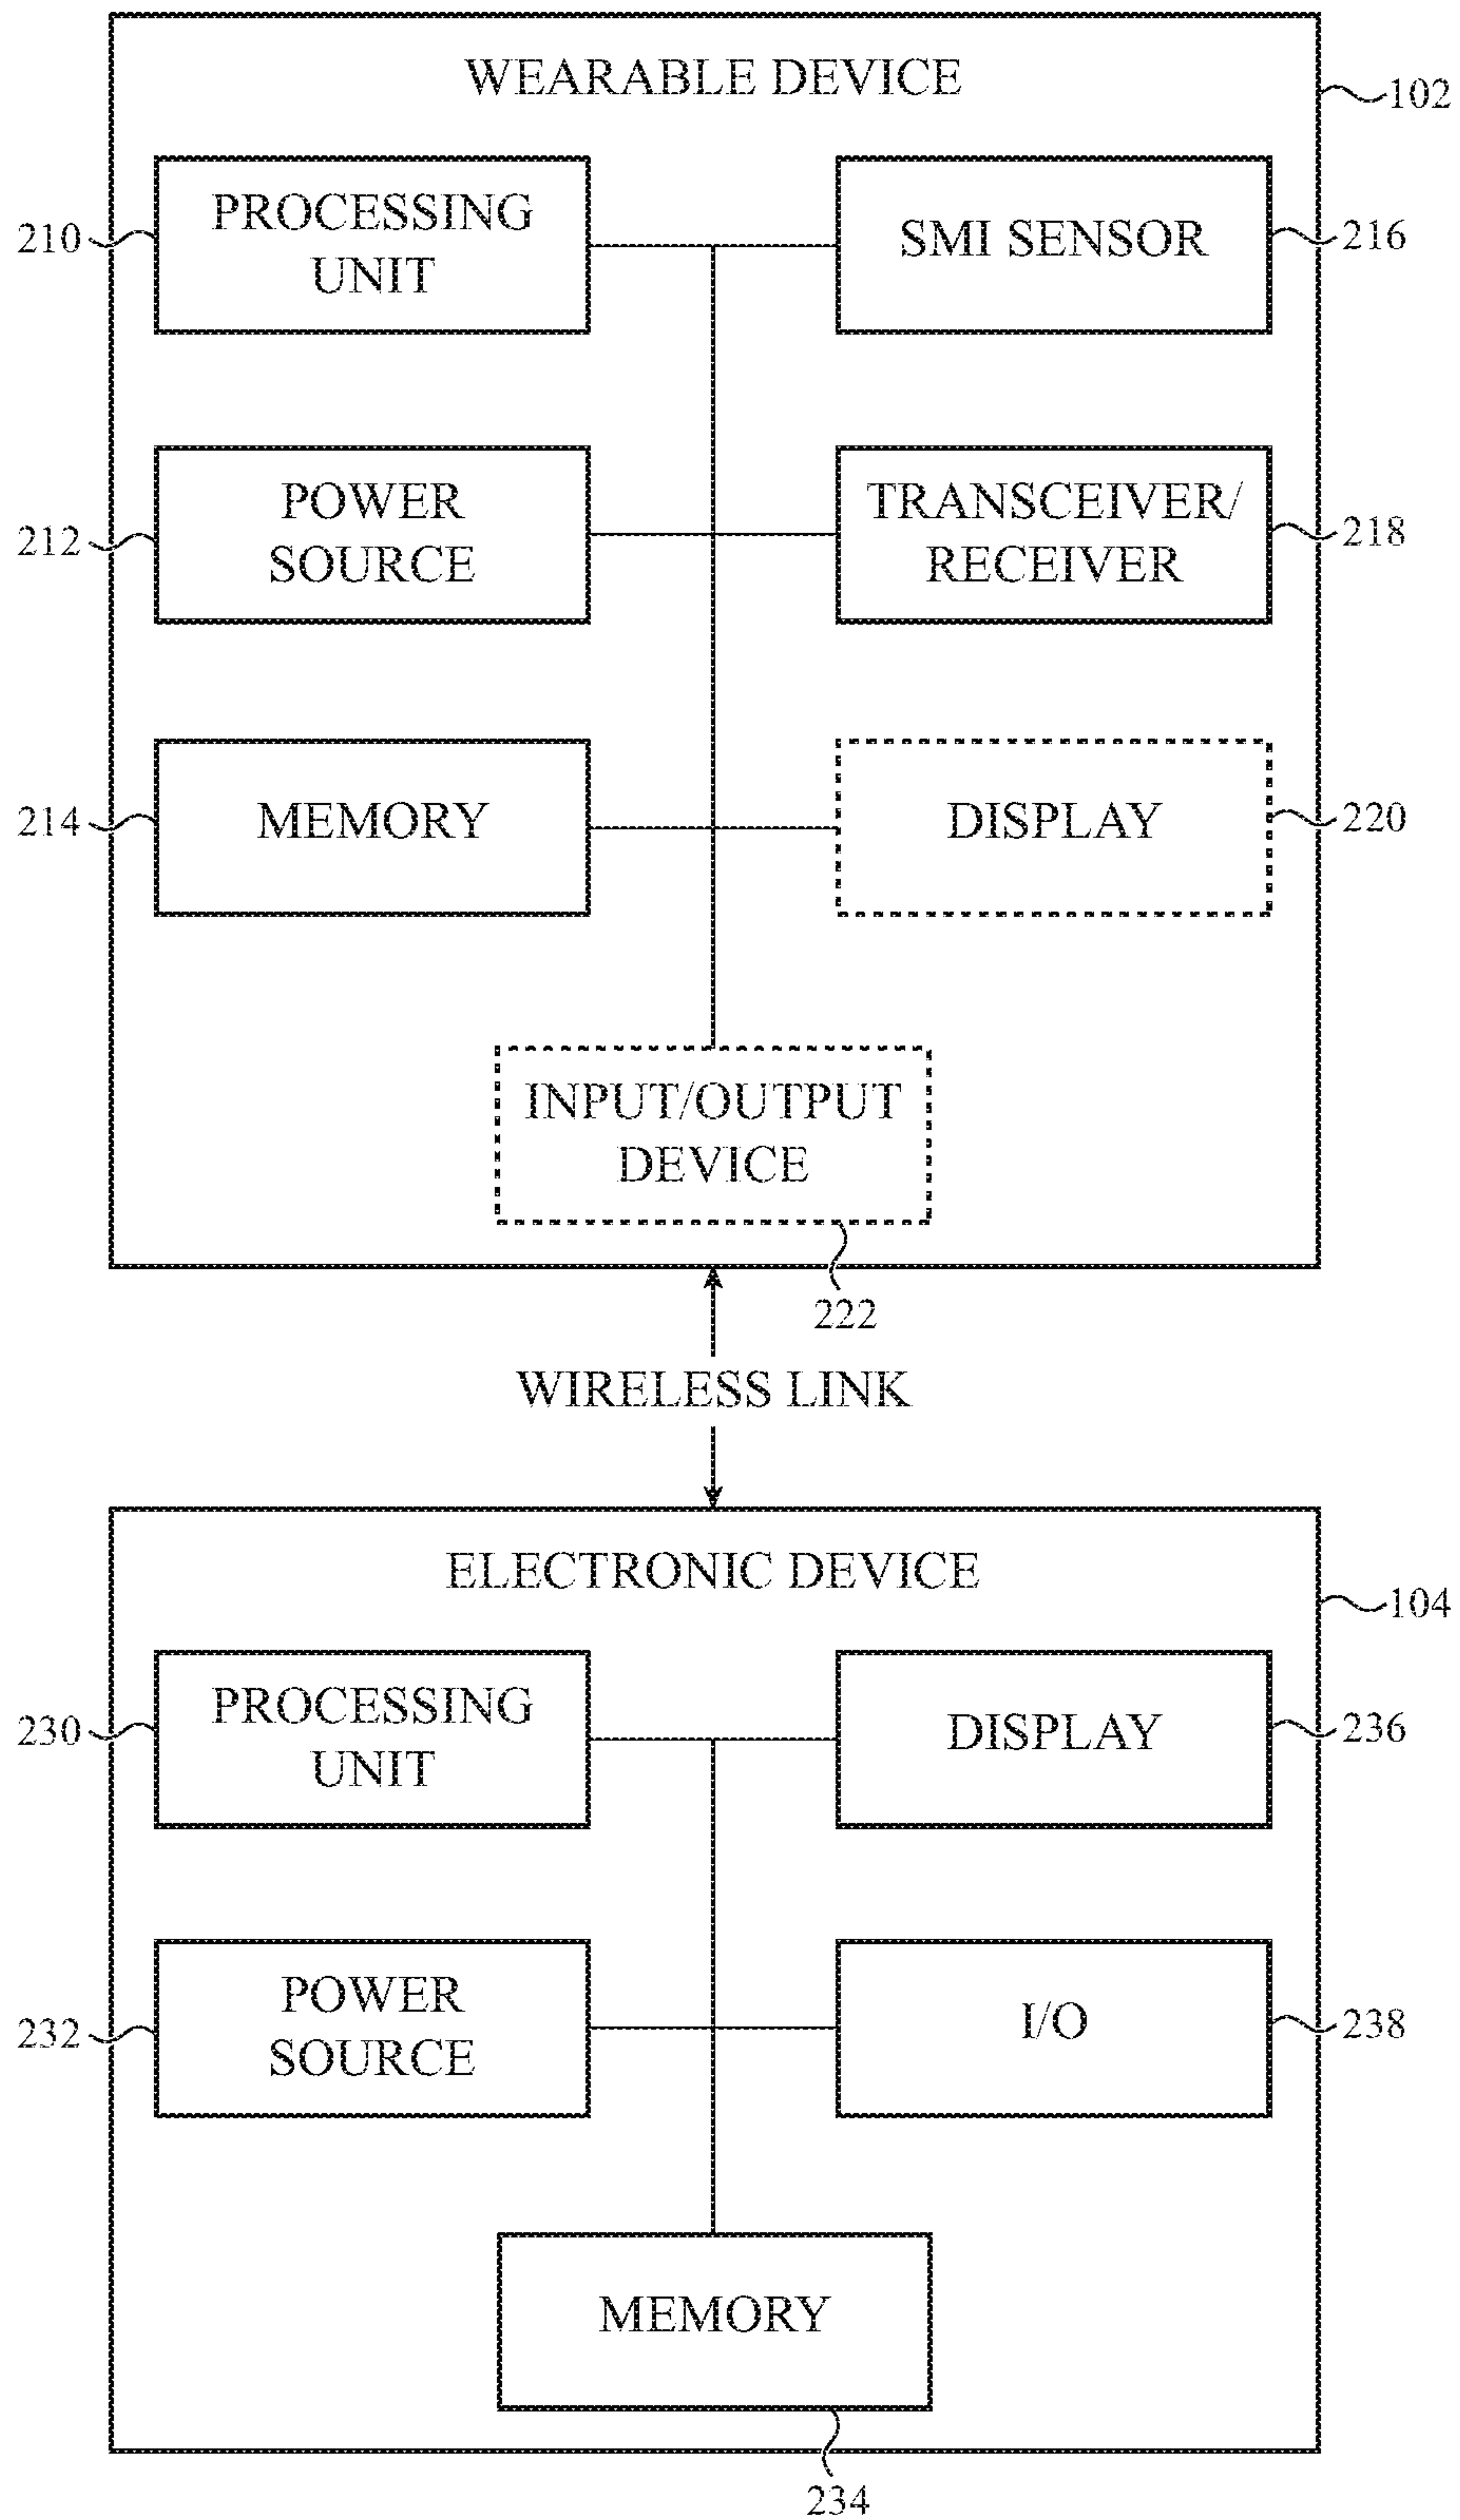 WEARABLE DEVICE
102
PROCESSING
UNIT
210
SMI SENSOR
216
POWER
SOURCE
212
TRANSCEIVER/
RECEIVER
218
MEMORY
214
DISPLAY
220
INPUT/OUTPUT
DEVICE
222
WIRELESS LINK
ELECTRONIC DEVICE
104
PROCESSING
UNIT
230
DISPLAY
236
POWER
SOURCE
232
I/O
238
MEMORY
234